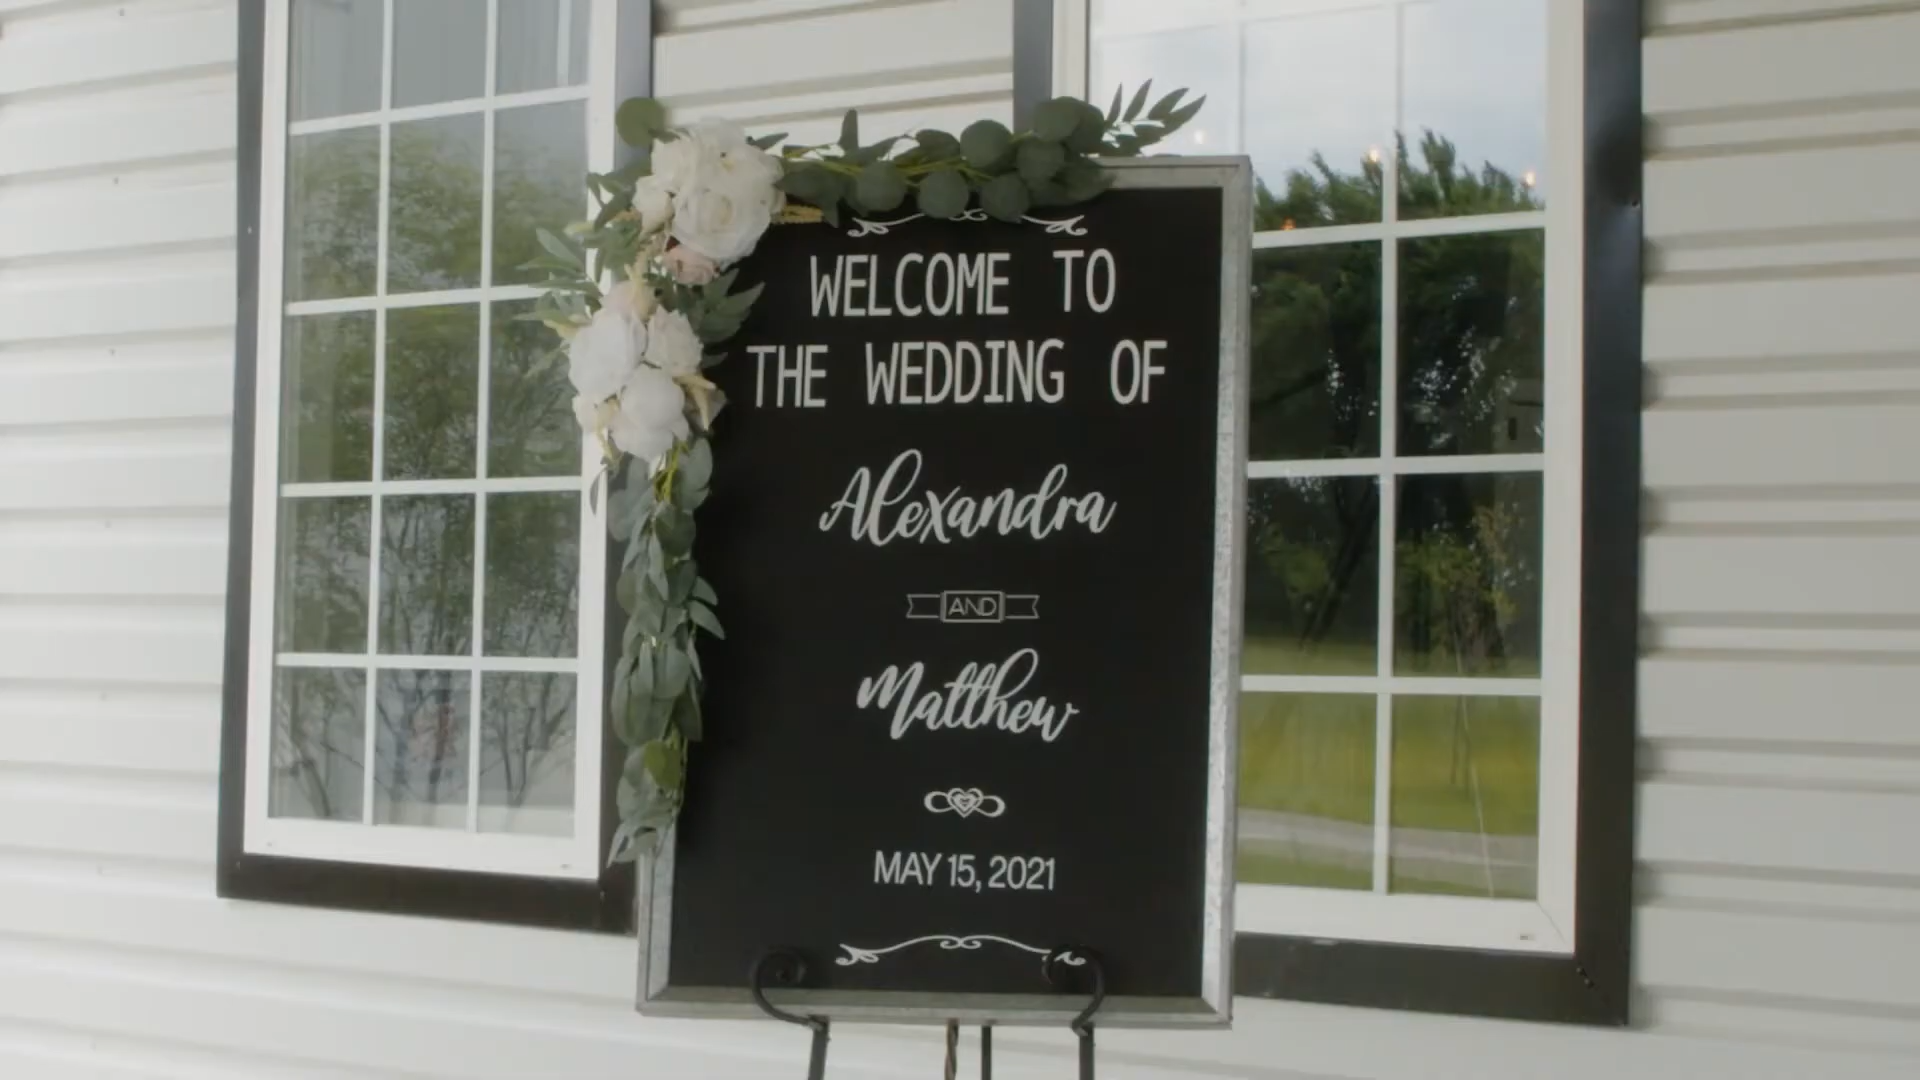 WELCOME TO
THE WEDDING OF
Alexandra
AND
Matthew
MAY 15, 2021